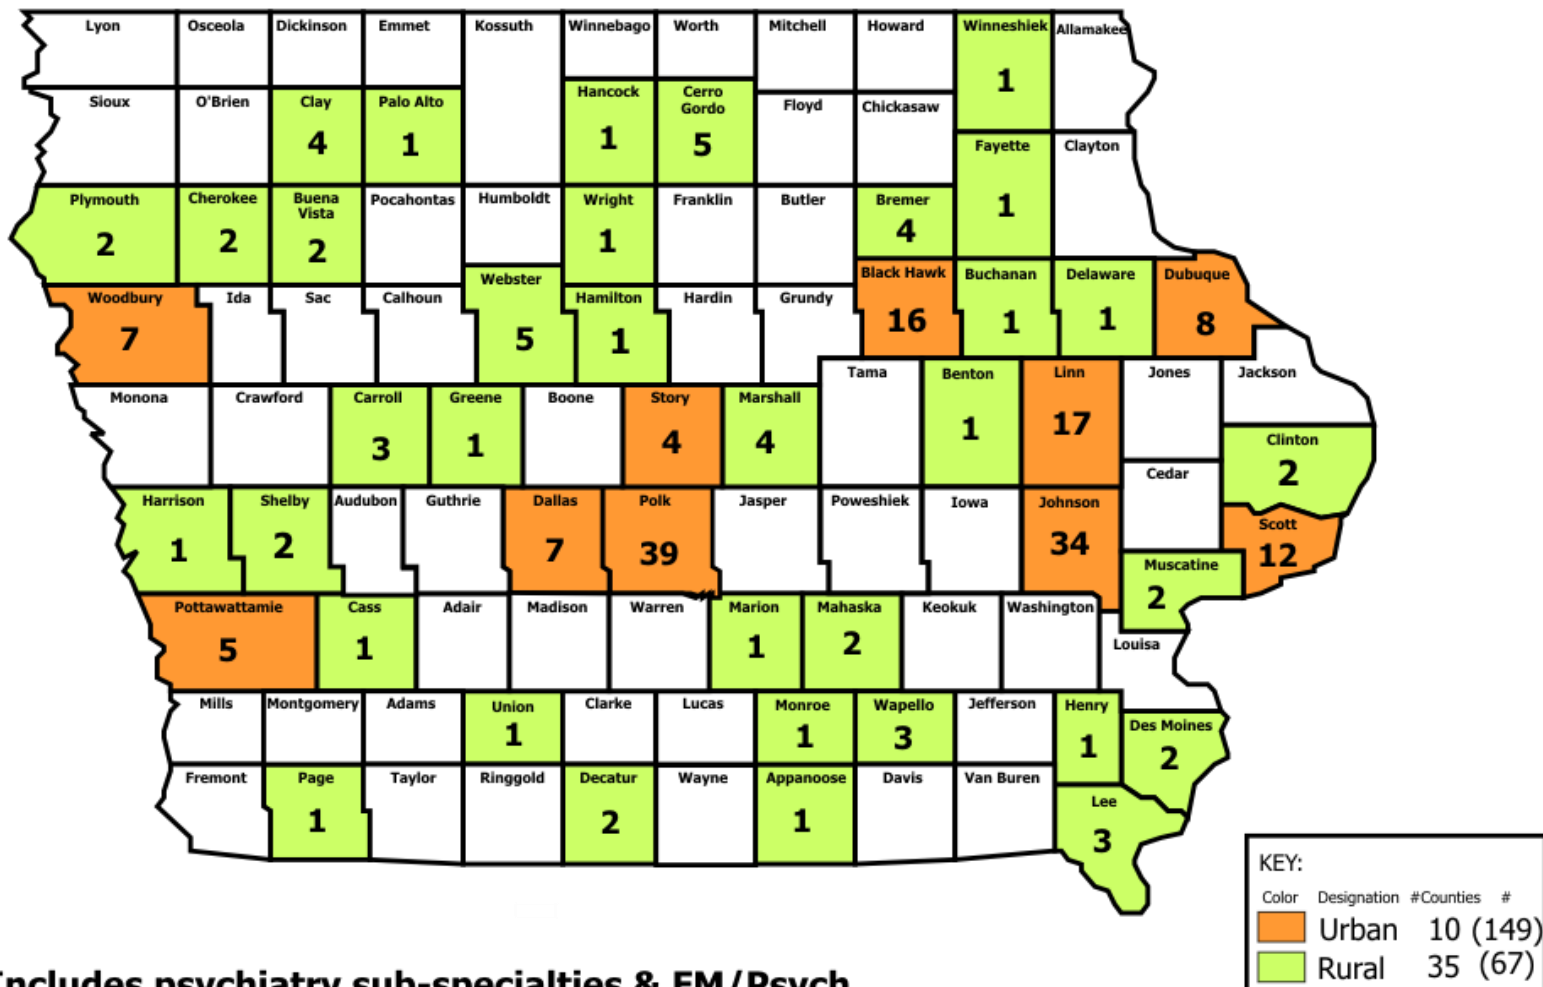 Lyon Osceola Dickinson Emmet Kossuth Winnebago Worth Mitchell Howard Winneshiek Allamakee
1
Sioux O'Brien Clay Palo Alto Hancock Cerro Gordo Floyd Chickasaw
4 1 1 5
Fayette Clayton
1
Plymouth Cherokee Buena Vista Pocahontas Humboldt Wright Franklin Butler Bremer
2 2 2 1 4
Woodbury Ida Sac Calhoun Webster Hamilton Hardin Grundy Black Hawk Buchanan Delaware Dubuque
7 5 1 16 1 1 8
Tama Benton Linn Jones Jackson
1 17
Monona Crawford Carroll Greene Boone Story Marshall
3 1 4 4
Clinton
2
Cedar
Harrison Shelby Audubon Guthrie Dallas Polk Jasper Poweshiek Iowa Johnson Scott
1 2 7 39 34 12
Muscatine
2
Pottawattamie Cass Adair Madison Warren Marion Mahaska Keokuk Washington
5 1 1 2
Louisa
Mills Montgomery Adams Union Clarke Lucas Monroe Wapello Jefferson Henry Des Moines
1 1 3 1 2
Fremont Page Taylor Ringgold Decatur Wayne Appanoose Davis Van Buren Lee
1 2 1 3
KEY:
Color Designation #Counties #
Urban 10 (149)
Rural 35 (67)
Includes psychiatry sub-specialties & FM/Psych